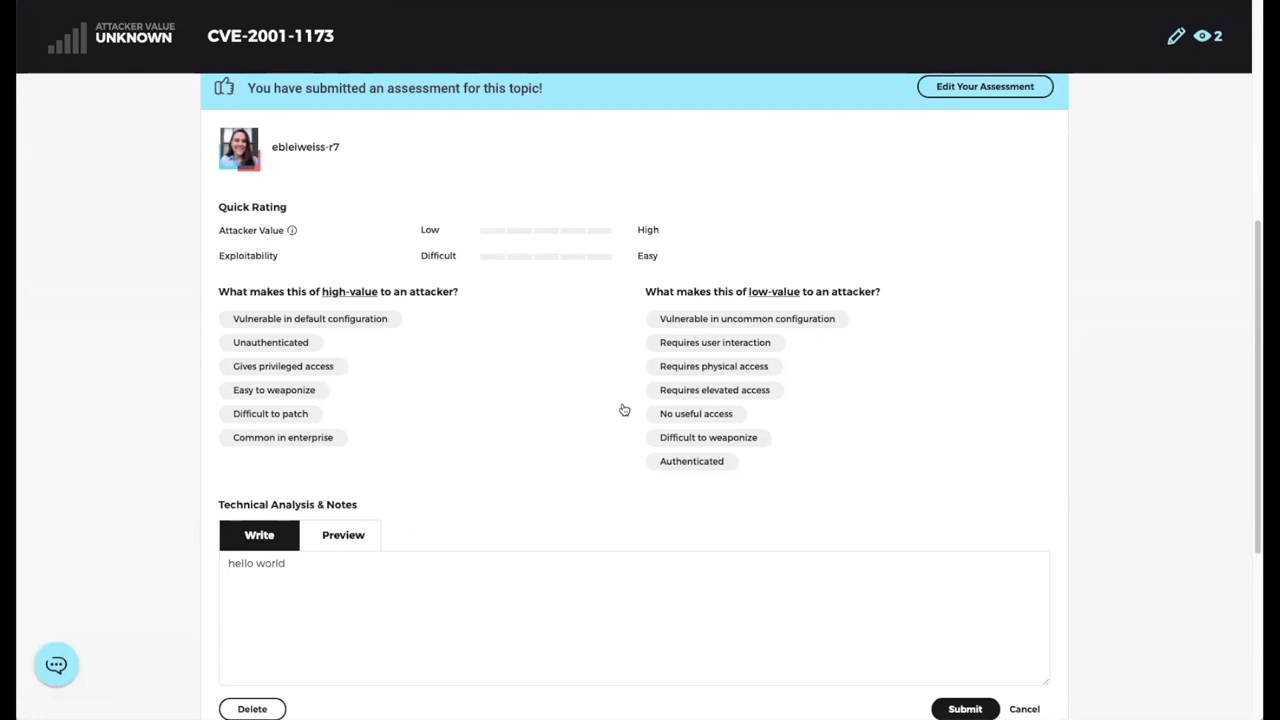 ATTACKER VALUE
UNKNOWN
CVE-2001-1173
2
You have submitted an assessment for this topic!
Edit Your Assessment
ebleiweiss-r7
Quick Rating
Attacker Value
Low
High
Exploitability
Difficult
Easy
What makes this of high-value to an attacker?
Vulnerable in default configuration
Unauthenticated
Gives privileged access
Easy to weaponize
Difficult to patch
Common in enterprise
What makes this of low-value to an attacker?
Vulnerable in uncommon configuration
Requires user interaction
Requires physical access
Requires elevated access
No useful access
Difficult to weaponize
Authenticated
Technical Analysis & Notes
Write
Preview
hello world
Delete
Submit
Cancel